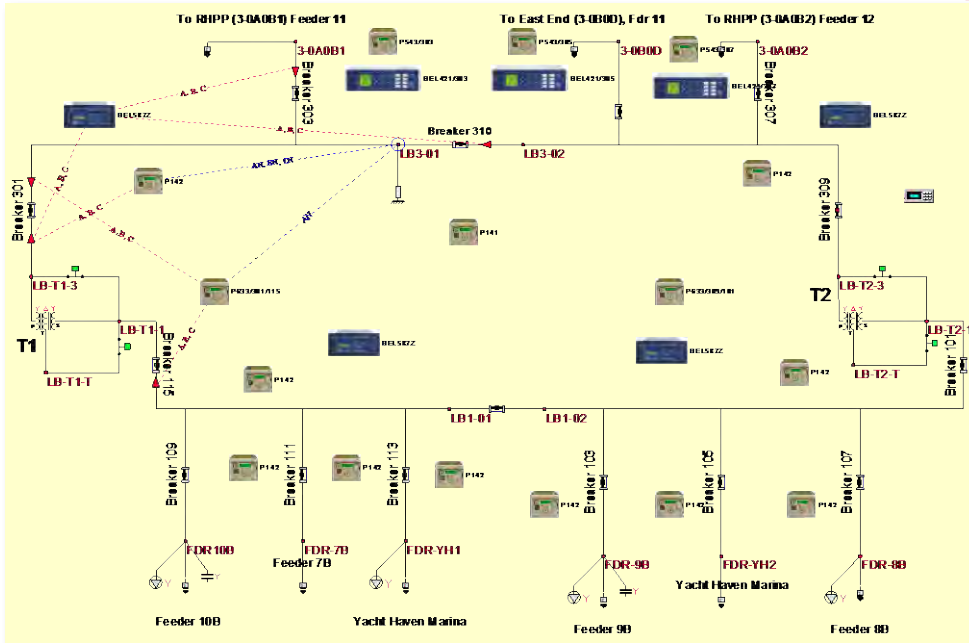 To RHPP (3-0A0B1) Feeder 11
To East End (3-0B0D), Fdr 11
To RHPP (3-0A0B2) Feeder 12
3-0A0B1
P543/303
P543/305
3-0B0D
3-0A0B2
BEL421/303
BEL421/305
Breaker 303
Breaker 307
A, B, C
BEL587Z
BEL587Z
A, B, C
Breaker 310
LB3-01
LB3-02
AN, BN, CN
Breaker 301
A, B, C
P142
P142
A, B, C
AN
Breaker 309
A, B, C
P141
LB-T1-3
P633/301/115
P633/309/101
LB-T2-3
T2
P
S
T
LB-T1-1
P
S
T
LB-T2-1
T1
A, B, C
BEL587Z
BEL587Z
Breaker 115
Breaker 101
LB-T1-T
P142
P142
LB-T2-T
LB1-01
LB1-02
Breaker 109
Breaker 111
Breaker 113
Breaker 103
Breaker 105
Breaker 107
P142
P142
P142
P142
P142
P142
FDR10B
FDR-7B
FDR-YH1
FDR-9B
FDR-YH2
FDR-8B
Feeder 7B
Y
Y
Y
Yacht Haven Marina
Y
Y
Y
Feeder 10B
Yacht Haven Marina
Feeder 9B
Feeder 8B